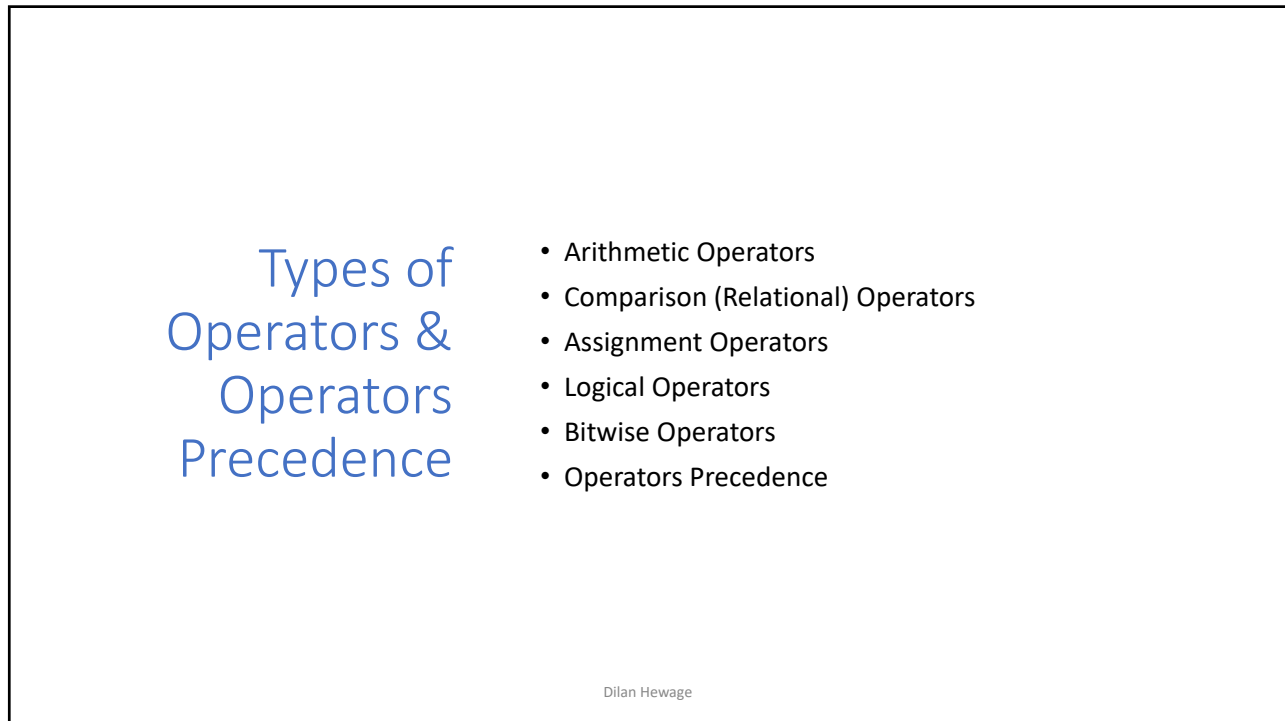 Types of
Operators &
Operators
Precedence
• Arithmetic Operators
• Comparison (Relational) Operators
• Assignment Operators
• Logical Operators
• Bitwise Operators
• Operators Precedence
Dilan Hewage